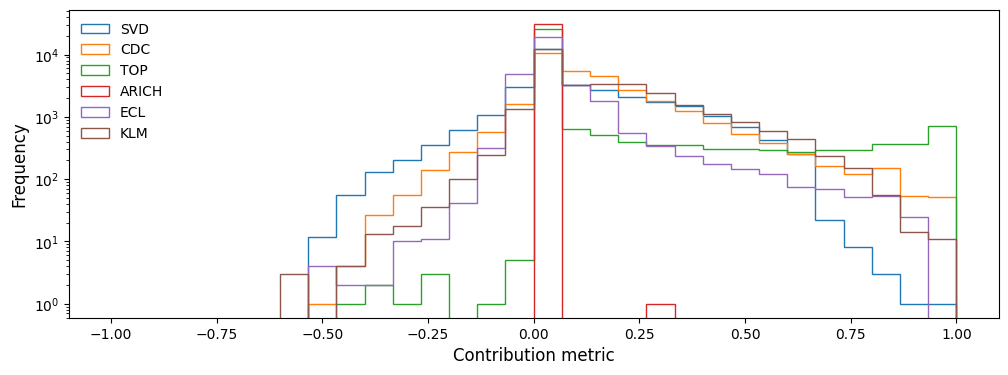 SVD
CDC
TOP
ARICH
ECL
KLM
Frequency
10⁴
10³
10²
10¹
10⁰
−1.00 −0.75 −0.50 −0.25 0.00 0.25 0.50 0.75 1.00
Contribution metric